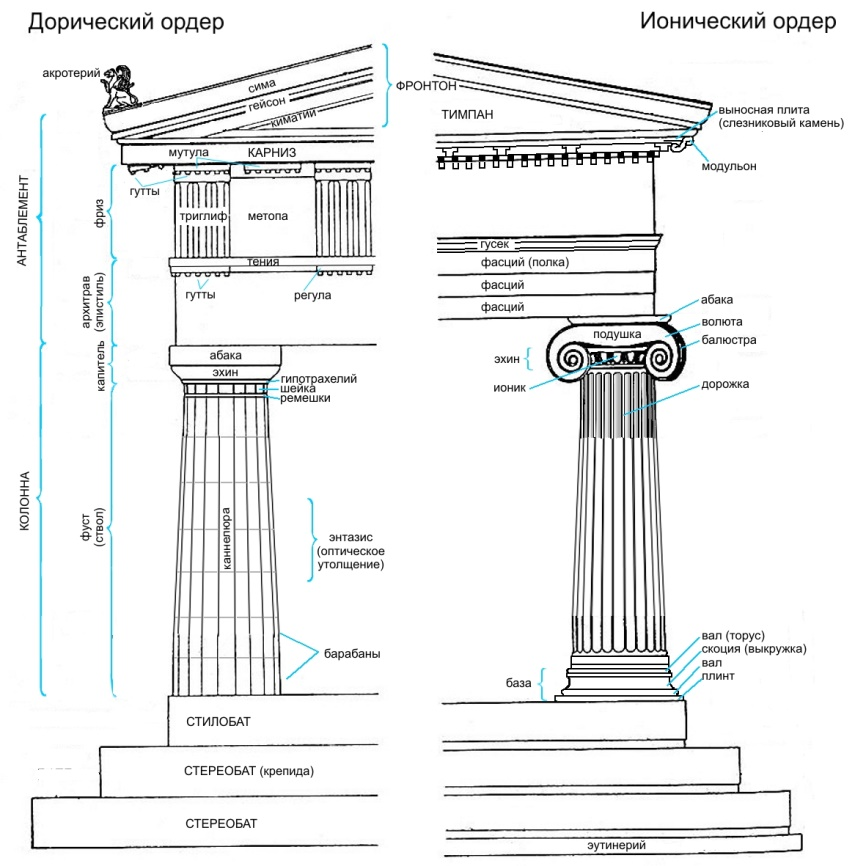 Дорический ордер
Ионический ордер
акротерий
сима
гейсон
киматий
ФРОНТОН
ТИМПАН
выносная плита
(слезниковый камень)
модульон
мутула
КАРНИЗ
гутты
триглиф
метопа
АНТАБЛЕМЕНТ
фриз
тения
гутты
регула
архитрав
(эпистиль)
гусек
фасций (полка)
фасций
фасций
абака
волюта
балюстра
подушка
эхин
ионик
дорожка
капитель
абака
эхин
гипотрахелий
шейка
ремешки
КОЛОННА
фуст
(ствол)
каннелюра
энтазис
(оптическое
утолщение)
барабаны
вал (торус)
скоция (выкружка)
вал
плинт
база
СТИЛОБАТ
СТЕРЕОБАТ (крепида)
СТЕРЕОБАТ
эутинерий